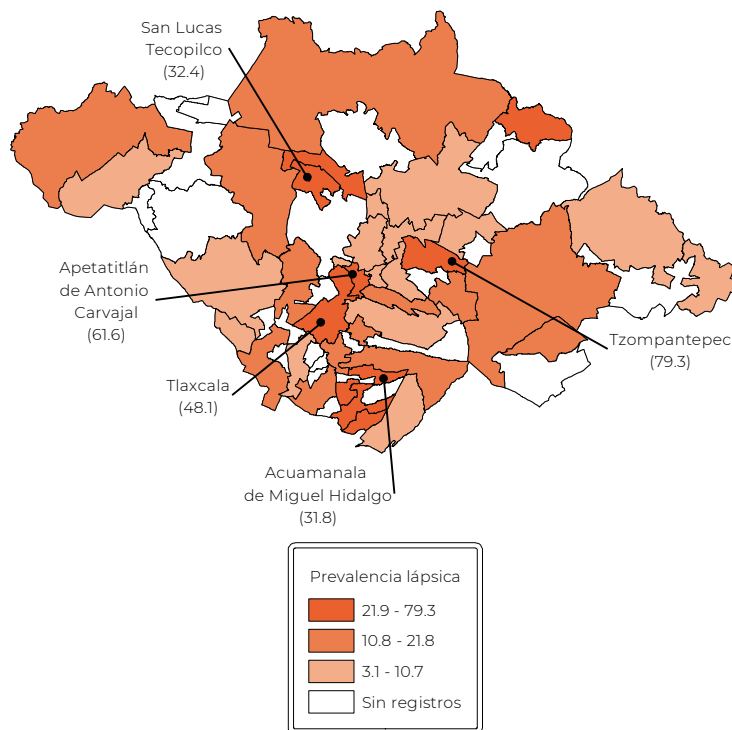 San Lucas
Tecopilco
(32.4)
Apetatitlán
de Antonio
Carvajal
(61.6)
Tzompantepec
(79.3)
Tlaxcala
(48.1)
Acuamanala
de Miguel Hidalgo
(31.8)
Prevalencia lápsica
21.9 - 79.3
10.8 - 21.8
3.1 - 10.7
Sin registros